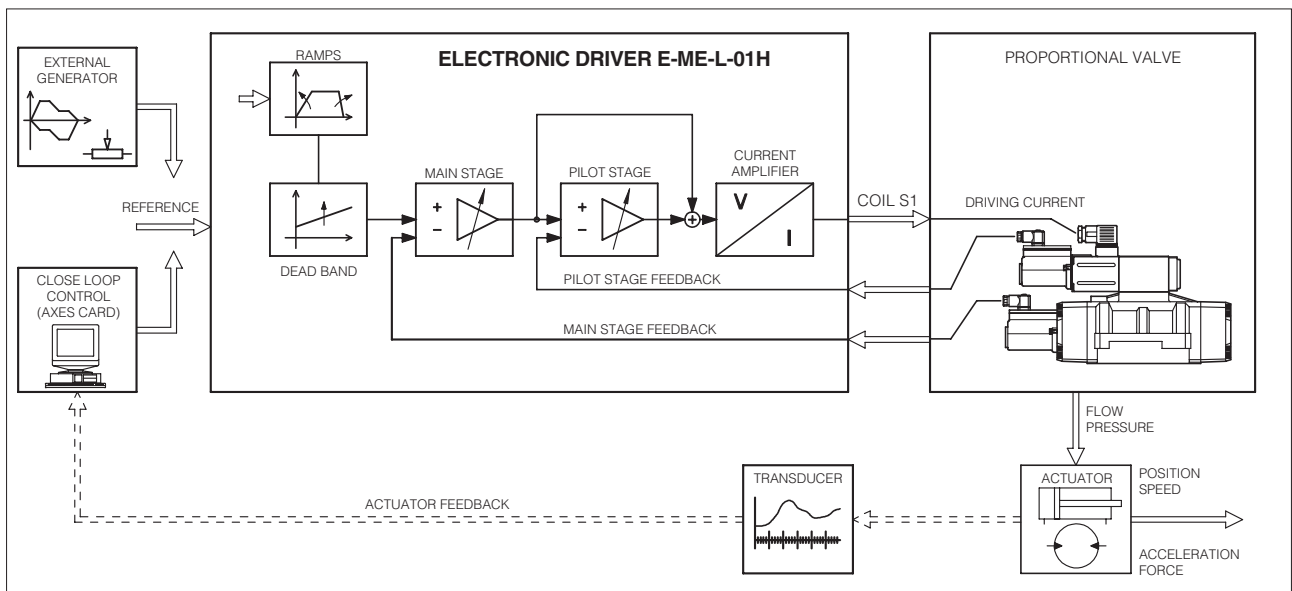 EXTERNAL
GENERATOR
REFERENCE
CLOSE LOOP
CONTROL
(AXES CARD)
ELECTRONIC DRIVER E-ME-L-01H
RAMPS
DEAD BAND
MAIN STAGE
+
−
PILOT STAGE
+
−
+
CURRENT
AMPLIFIER
V
I
COIL S1
PILOT STAGE FEEDBACK
MAIN STAGE FEEDBACK
PROPORTIONAL VALVE
DRIVING CURRENT
FLOW
PRESSURE
ACTUATOR
POSITION
SPEED
ACCELERATION
FORCE
TRANSDUCER
ACTUATOR FEEDBACK